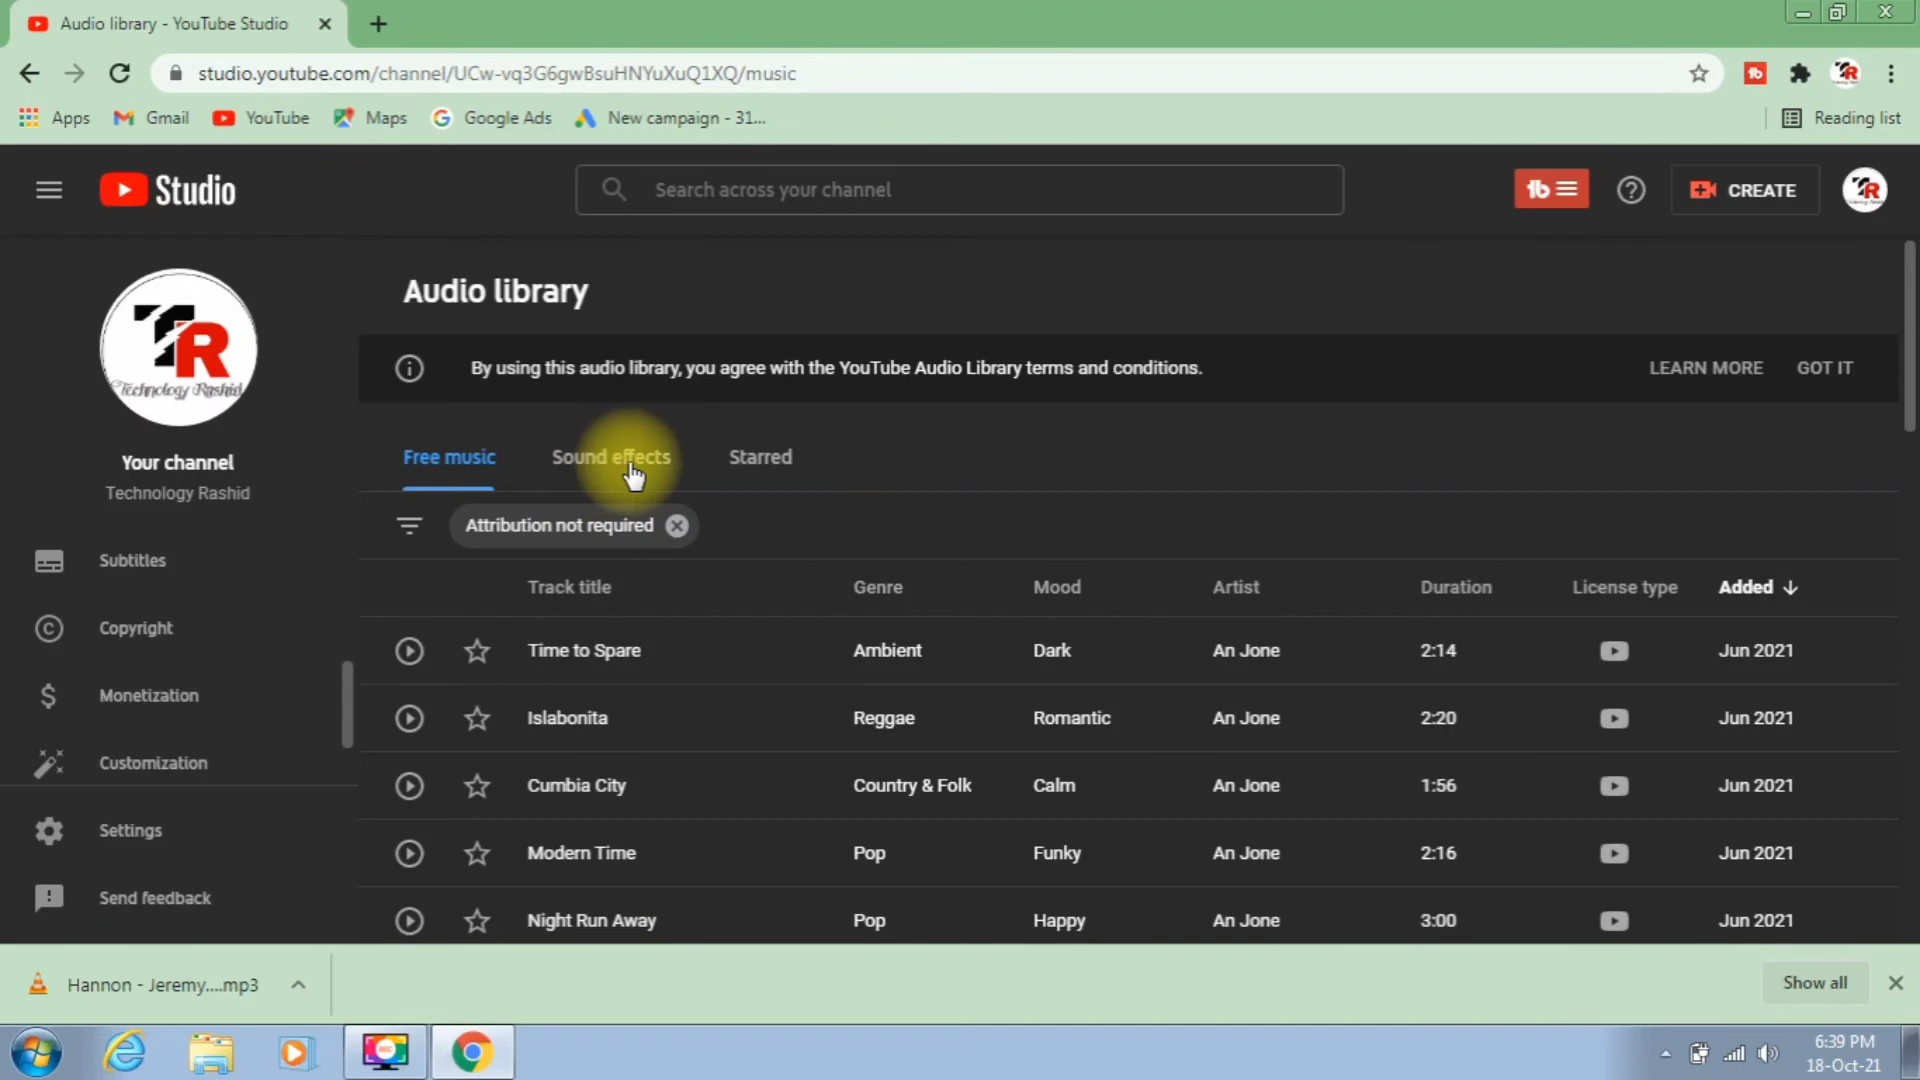 Audio library - YouTube Studio
studio.youtube.com/channel/UCw-vq3G6gwBsuHNYuXuQ1XQ/music
Apps Gmail YouTube Maps Google Ads New campaign - 31... Reading list
Studio Search across your channel CREATE
Audio library
By using this audio library, you agree with the YouTube Audio Library terms and conditions. LEARN MORE GOT IT
TR
Technology Rashid
Your channel
Technology Rashid
Subtitles
Copyright
Monetization
Customization
Settings
Send feedback
Free music Sound effects Starred
Attribution not required
Track title Genre Mood Artist Duration License type Added
Time to Spare Ambient Dark An Jone 2:14 Jun 2021
Islabonita Reggae Romantic An Jone 2:20 Jun 2021
Cumbia City Country & Folk Calm An Jone 1:56 Jun 2021
Modern Time Pop Funky An Jone 2:16 Jun 2021
Night Run Away Pop Happy An Jone 3:00 Jun 2021
Hannon - Jeremy....mp3 Show all
REC
6:39 PM
18-Oct-21